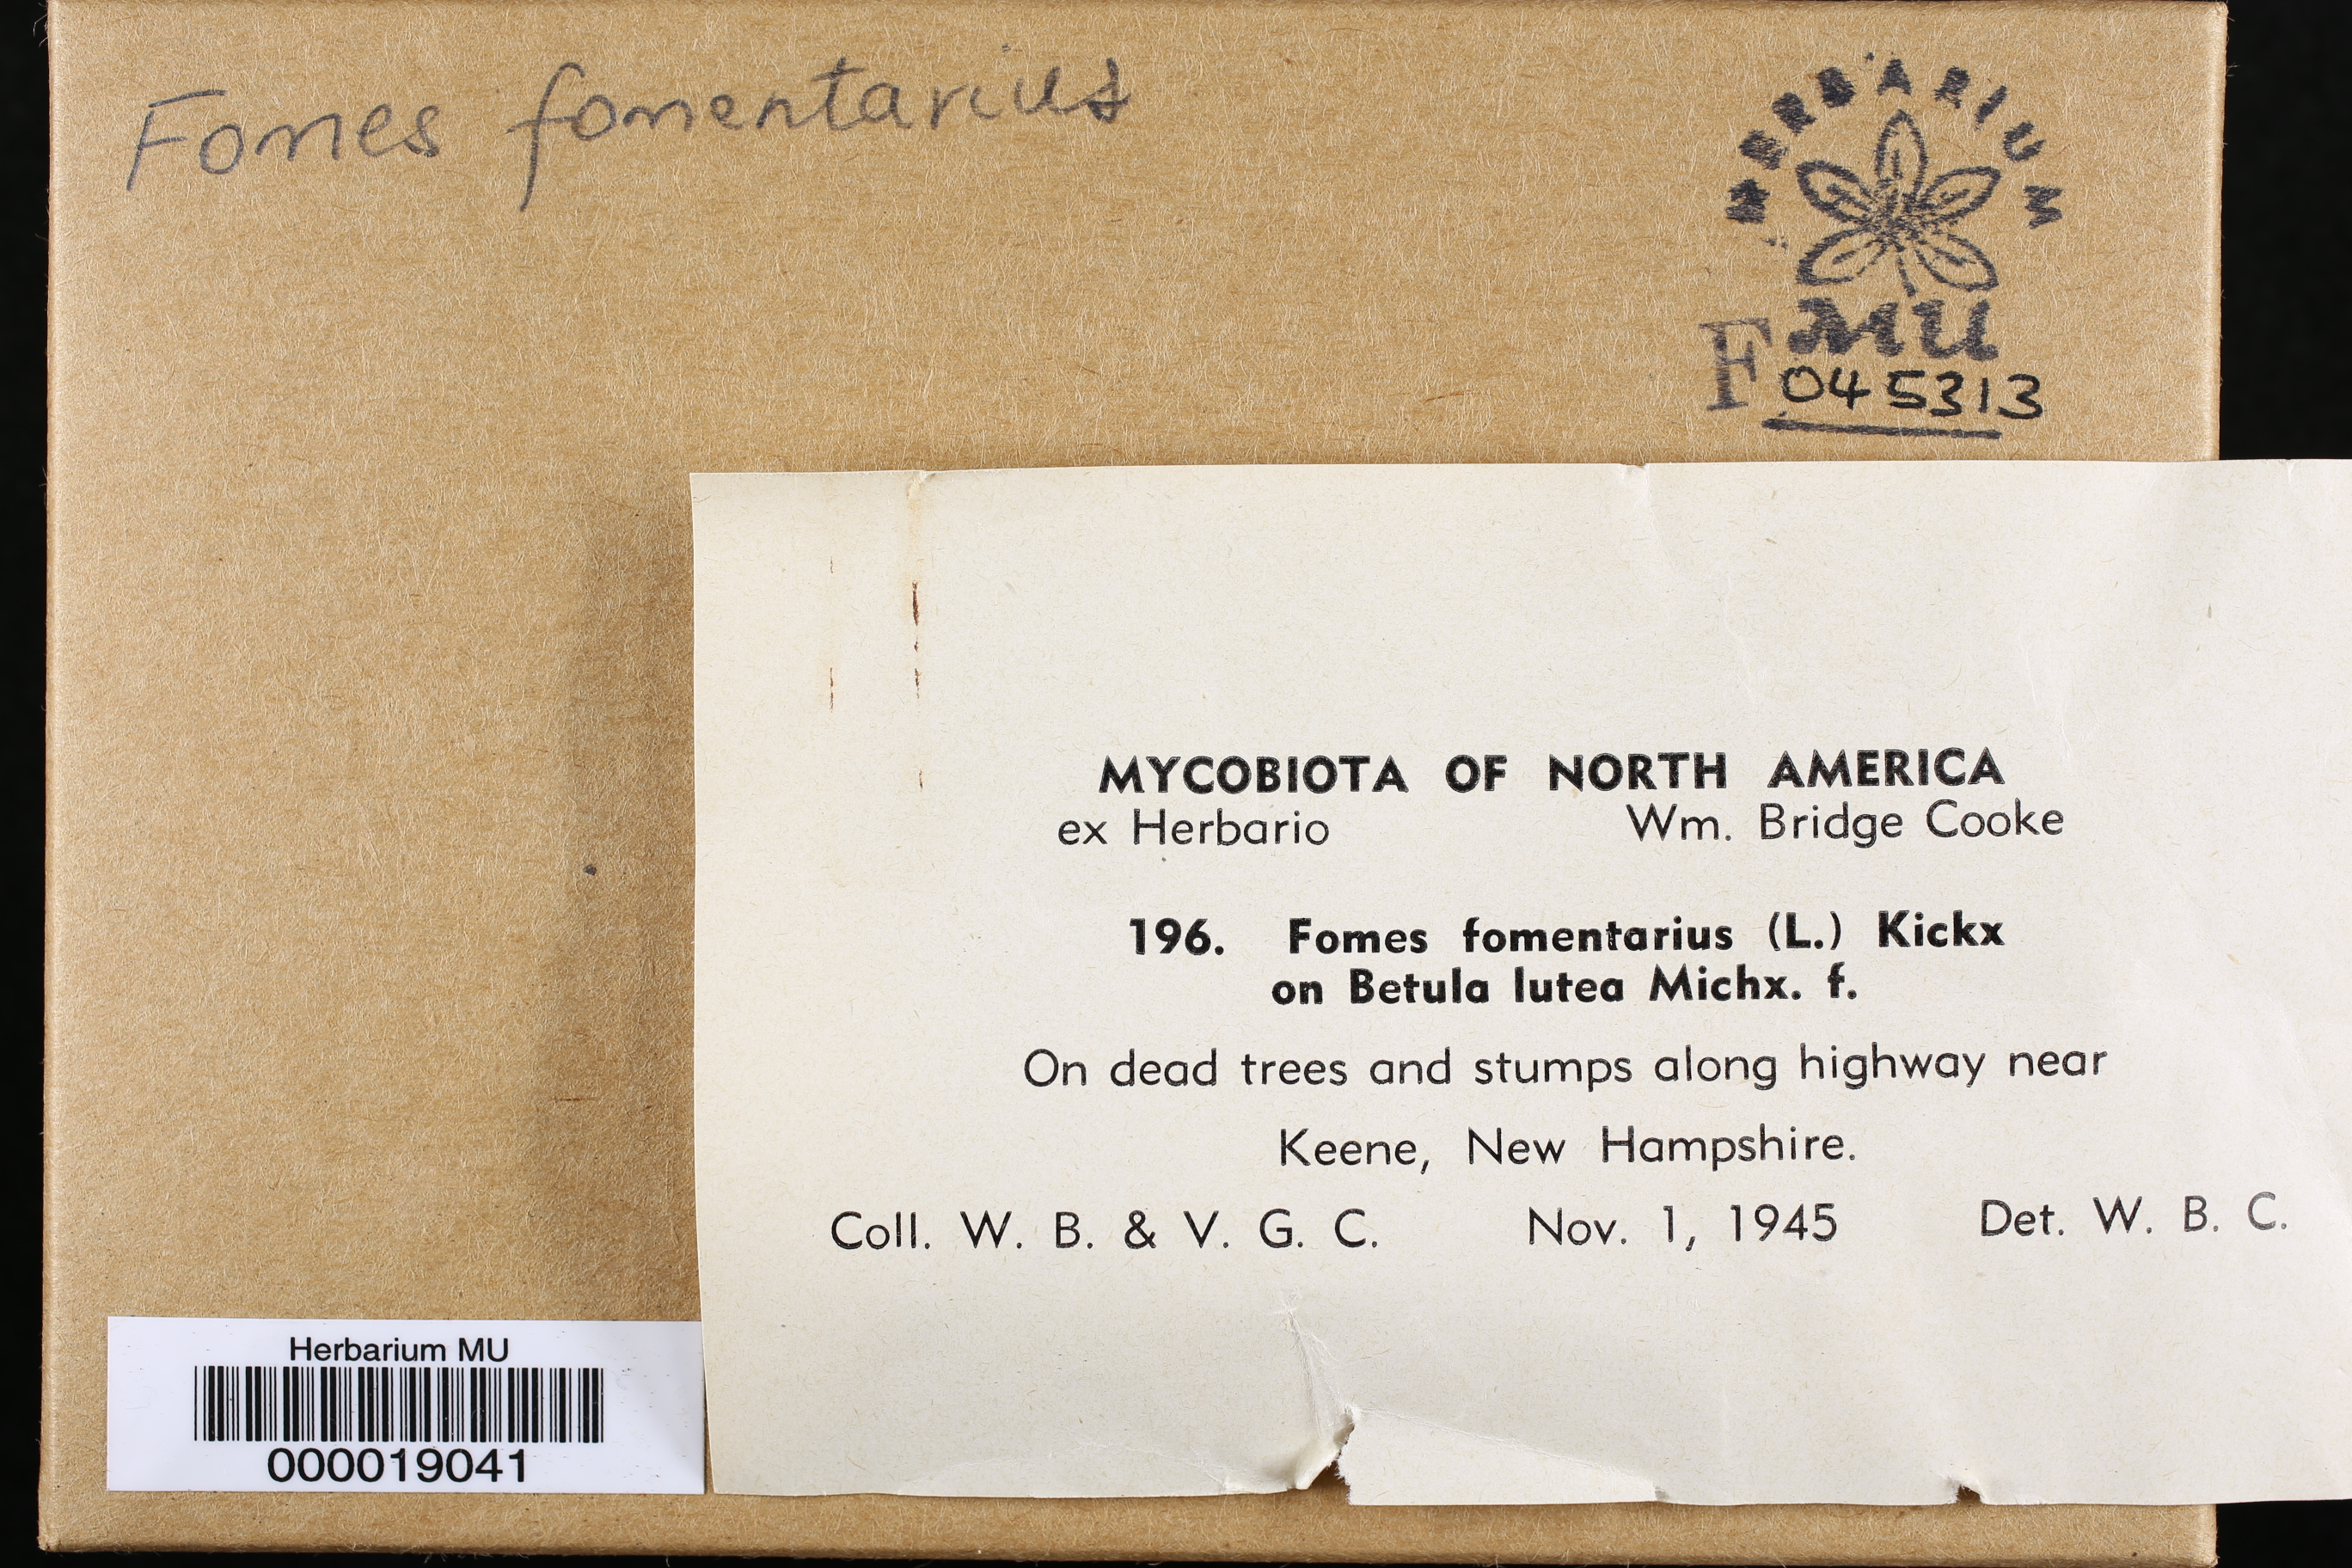 Fomes fomentarius
HERBARIUM
MU
F 045313
MYCOBIOTA OF NORTH AMERICA
ex Herbario Wm. Bridge Cooke
196. Fomes fomentarius (L.) Kickx
on Betula lutea Michx. f.
On dead trees and stumps along highway near
Keene, New Hampshire.
Coll. W. B. & V. G. C. Nov. 1, 1945 Det. W. B. C.
Herbarium MU
000019041